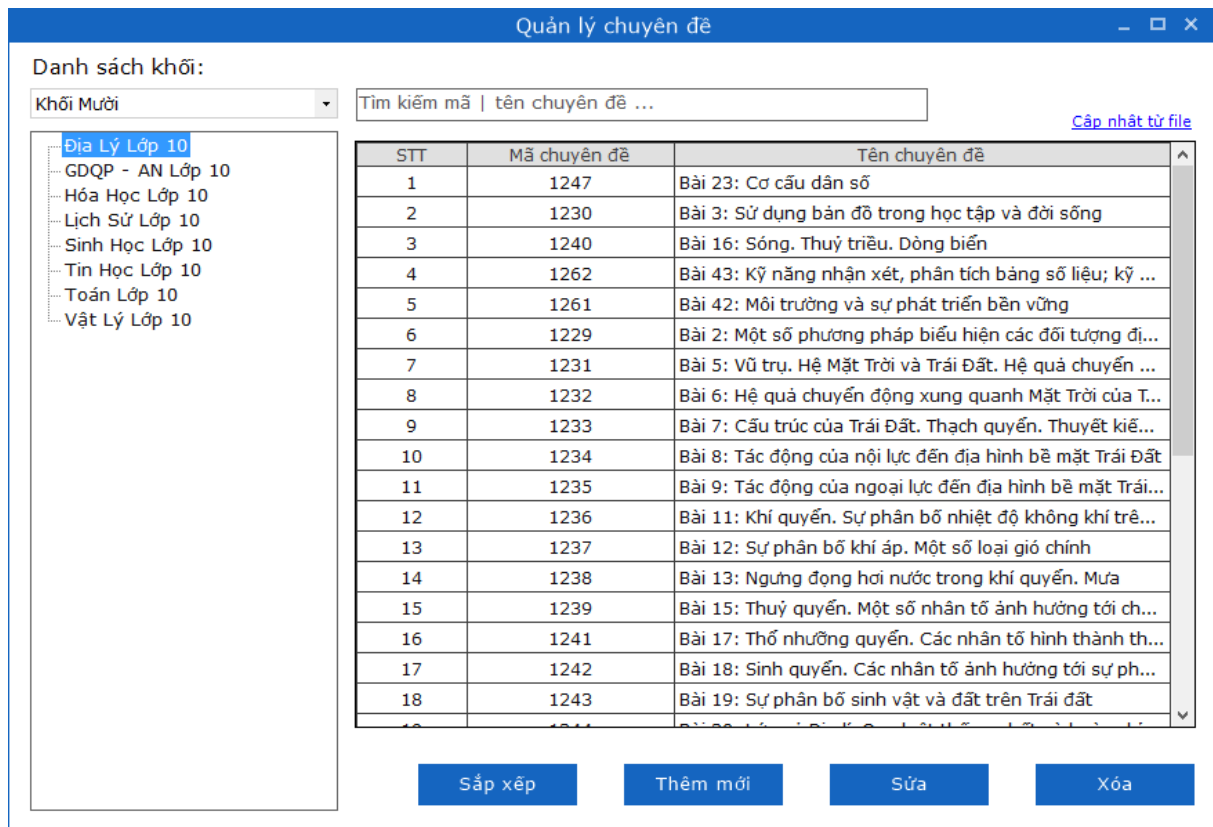 Quản lý chuyên đề
Danh sách khối:
Khối Mười
Tìm kiếm mã | tên chuyên đề ...
Cập nhật từ file
Địa Lý Lớp 10
GDQP - AN Lớp 10
Hóa Học Lớp 10
Lịch Sử Lớp 10
Sinh Học Lớp 10
Tin Học Lớp 10
Toán Lớp 10
Vật Lý Lớp 10
STT Mã chuyên đề Tên chuyên đề
1 1247 Bài 23: Cơ cấu dân số
2 1230 Bài 3: Sử dụng bản đồ trong học tập và đời sống
3 1240 Bài 16: Sóng. Thuỷ triều. Dòng biển
4 1262 Bài 43: Kỹ năng nhận xét, phân tích bảng số liệu; kỹ ...
5 1261 Bài 42: Môi trường và sự phát triển bền vững
6 1229 Bài 2: Một số phương pháp biểu hiện các đối tượng đị...
7 1231 Bài 5: Vũ trụ. Hệ Mặt Trời và Trái Đất. Hệ quả chuyển ...
8 1232 Bài 6: Hệ quả chuyển động xung quanh Mặt Trời của T...
9 1233 Bài 7: Cấu trúc của Trái Đất. Thạch quyển. Thuyết kiế...
10 1234 Bài 8: Tác động của nội lực đến địa hình bề mặt Trái Đất
11 1235 Bài 9: Tác động của ngoại lực đến địa hình bề mặt Trái...
12 1236 Bài 11: Khí quyển. Sự phân bố nhiệt độ không khí trê...
13 1237 Bài 12: Sự phân bố khí áp. Một số loại gió chính
14 1238 Bài 13: Ngưng đọng hơi nước trong khí quyển. Mưa
15 1239 Bài 15: Thuỷ quyển. Một số nhân tố ảnh hưởng tới ch...
16 1241 Bài 17: Thổ nhưỡng quyển. Các nhân tố hình thành th...
17 1242 Bài 18: Sinh quyển. Các nhân tố ảnh hưởng tới sự ph...
18 1243 Bài 19: Sự phân bố sinh vật và đất trên Trái đất
Sắp xếp
Thêm mới
Sửa
Xóa